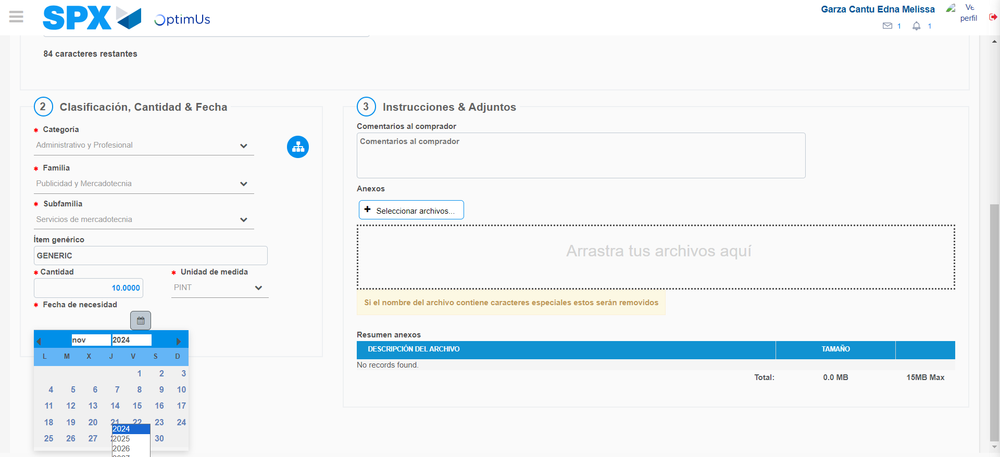 SPX
OptimUs
Garza Cantu Edna Melissa
Ve
perfil
1
1
84 caracteres restantes
2 Clasificación, Cantidad & Fecha
* Categoría
Administrativo y Profesional
* Familia
Publicidad y Mercadotecnia
* Subfamilia
Servicios de mercadotecnia
Ítem genérico
GENERIC
* Cantidad
* Unidad de medida
10.0000
PINT
* Fecha de necesidad
nov 2024
L M X J V S D
1 2 3
4 5 6 7 8 9 10
11 12 13 14 15 16 17
18 19 20 21 22 23 24
25 26 27 30
2024
2025
2026
2027
3 Instrucciones & Adjuntos
Comentarios al comprador
Comentarios al comprador
Anexos
+ Seleccionar archivos...
Arrastra tus archivos aquí
Si el nombre del archivo contiene caracteres especiales estos serán removidos
Resumen anexos
DESCRIPCIÓN DEL ARCHIVO TAMAÑO
No records found.
Total: 0.0 MB 15MB Max